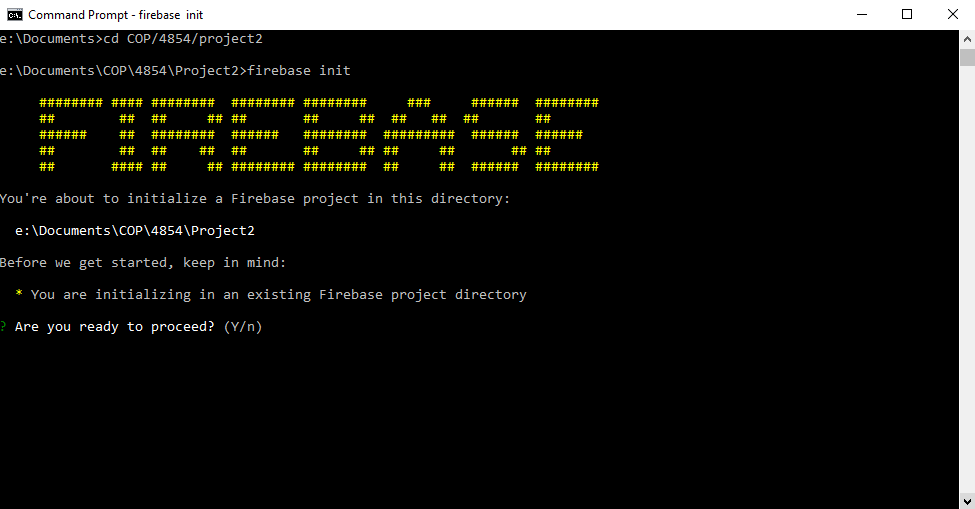 Command Prompt - firebase init
e:\Documents>cd COP/4854/project2
e:\Documents\COP\4854\Project2>firebase init
######## #### ########  ######## ########     ###     ######  ########
##        ##  ##     ## ##       ##     ##  ##   ##  ##       ##
######    ##  ########  ######   ########  #########  ######  ######
##        ##  ##    ##  ##       ##     ## ##     ##       ## ##
##       #### ##     ## ######## ########  ##     ##  ######  ########
You're about to initialize a Firebase project in this directory:
e:\Documents\COP\4854\Project2
Before we get started, keep in mind:
* You are initializing in an existing Firebase project directory
? Are you ready to proceed? (Y/n)